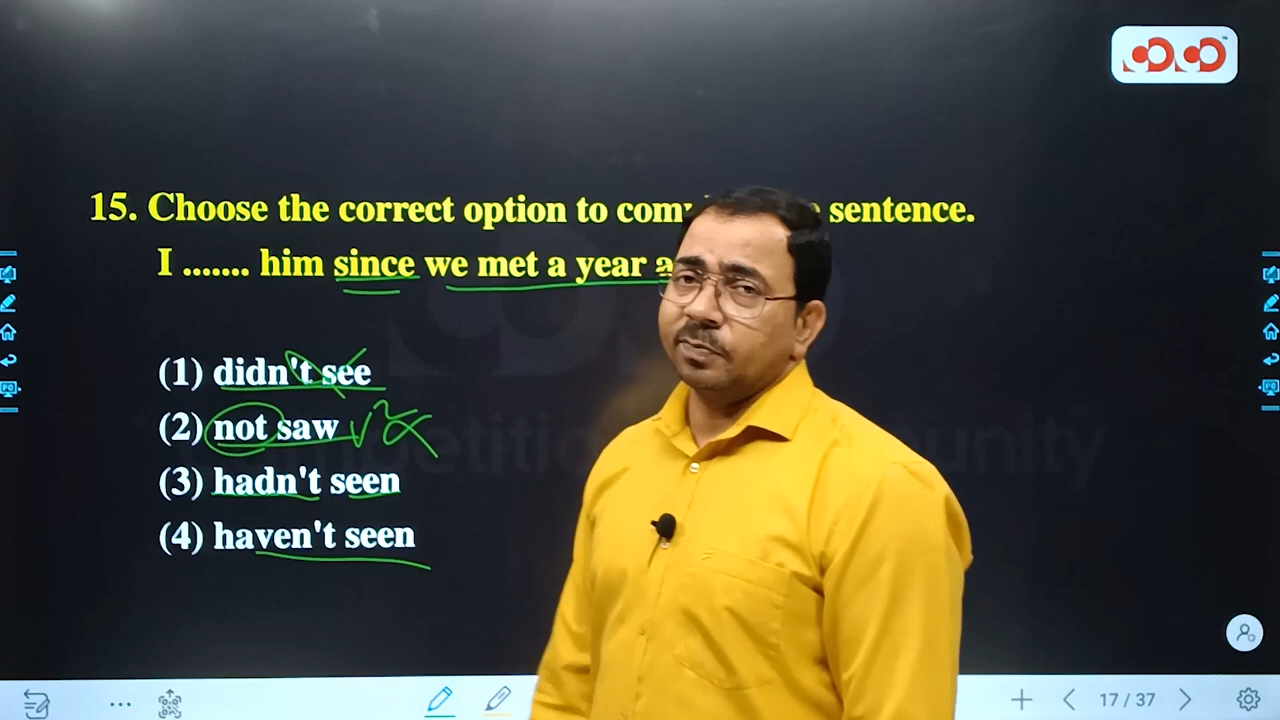 15. Choose the correct option to com sentence.
I ....... him since we met a year a
(1) didn't see
(2) not saw
(3) hadn't seen
(4) haven't seen
17 / 37